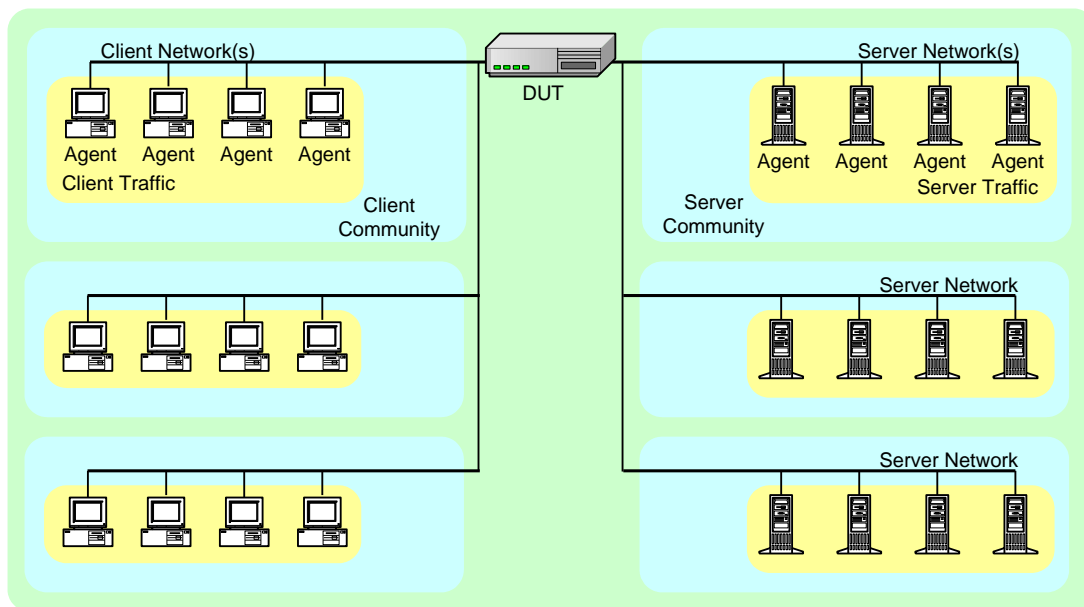 Client Network(s)
Server Network(s)
DUT
Agent Agent Agent Agent
Client Traffic
Client
Community
Agent Agent Agent Agent
Server Traffic
Server
Community
Server Network
Server Network